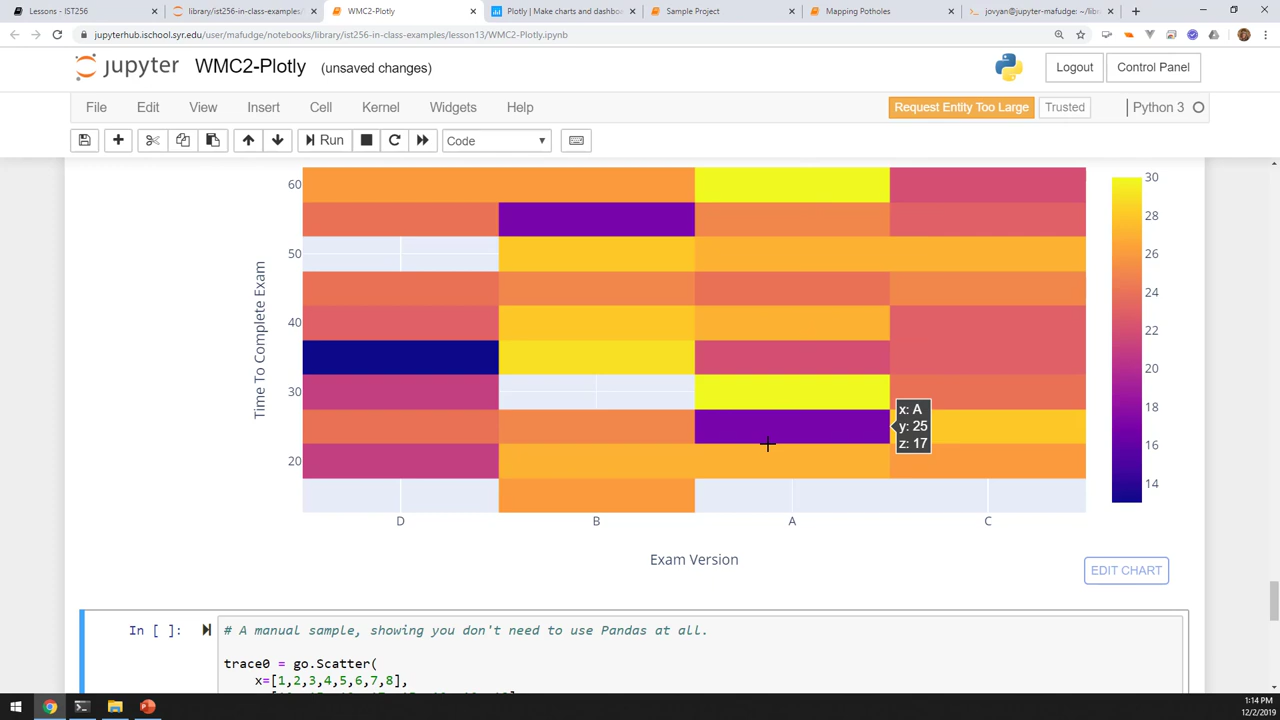 Lessons - IST256
library/ist256-in-class-examples/
WMC2-Plotly
Plotly | Make charts and dashbo
Sample Project
Mapping Potholes
jovyan@jupyter-mafudge: ~/lib
jupyterhub.ischool.syr.edu/user/mafudge/notebooks/library/ist256-in-class-examples/lesson13/WMC2-Plotly.ipynb
jupyter WMC2-Plotly (unsaved changes)
Logout
Control Panel
File Edit View Insert Cell Kernel Widgets Help
Request Entity Too Large
Trusted
Python 3
Run
Code
60
50
40
30
20
Time To Complete Exam
D B A C
Exam Version
x: A
y: 25
z: 17
30
28
26
24
22
20
18
16
14
EDIT CHART
In [ ]:
# A manual sample, showing you don't need to use Pandas at all.
trace0 = go.Scatter(
x=[1,2,3,4,5,6,7,8],
1:14 PM
12/2/2019